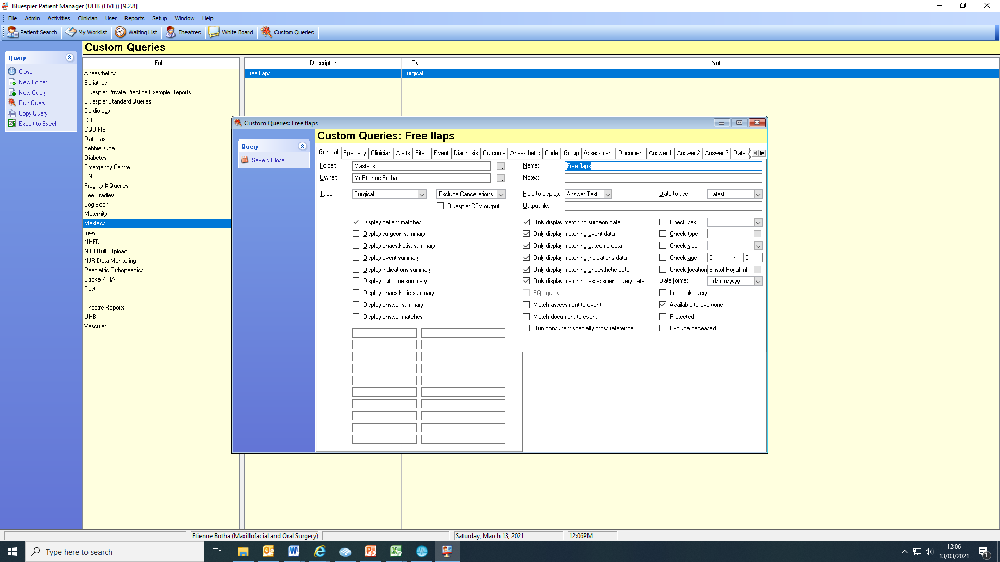 Bluespier Patient Manager (UHB (LIVE)) [9.2.8]
File Admin Activities Clinician User Reports Setup Window Help
Patient Search My Worklist Waiting List Theatres White Board Custom Queries
Custom Queries
Query
Close
New Folder
New Query
Run Query
Copy Query
Export to Excel
Folder
Anaesthetics
Bariatrics
Bluespier Private Practice Example Reports
Bluespier Standard Queries
Cardiology
CHS
CQUINS
Database
debbieDuce
Diabetes
Emergency Centre
ENT
Fragility # Queries
Lee Bradley
Log Book
Maternity
Maxfacs
mws
NHFD
NJR Bulk Upload
NJR Data Monitoring
Paediatric Orthopaedics
Stroke / TIA
Test
TF
Theatre Reports
UHB
Vascular
Description Type Note
Free flaps Surgical
Custom Queries: Free flaps
Query
Save & Close
Custom Queries: Free flaps
General Specialty Clinician Alerts Site Event Diagnosis Outcome Anaesthetic Code Group Assessment Document Answer 1 Answer 2 Answer 3 Data
Folder: Maxfacs ... Name: Free flaps
Owner: Mr Etienne Botha ... Notes:
Type: Surgical Exclude Cancellations Field to display: Answer Text Data to use: Latest
Bluespier CSV output Output file:
Display patient matches Only display matching surgeon data Check sex
Display surgeon summary Only display matching event data Check type ...
Display anaesthetist summary Only display matching outcome data Check side
Display event summary Only display matching indications data Check age 0 - 0
Display indications summary Only display matching anaesthetic data Check location Bristol Royal Infir ...
Display outcome summary Only display matching assessment query data Date format: dd/mm/yyyy
Display anaesthetic summary SQL query Logbook query
Display answer summary Match assessment to event Available to everyone
Display answer matches Match document to event Protected
Run consultant specialty cross reference Exclude deceased
Etienne Botha (Maxillofacial and Oral Surgery) Saturday, March 13, 2021 12:06PM
Type here to search
12:06
13/03/2021
1